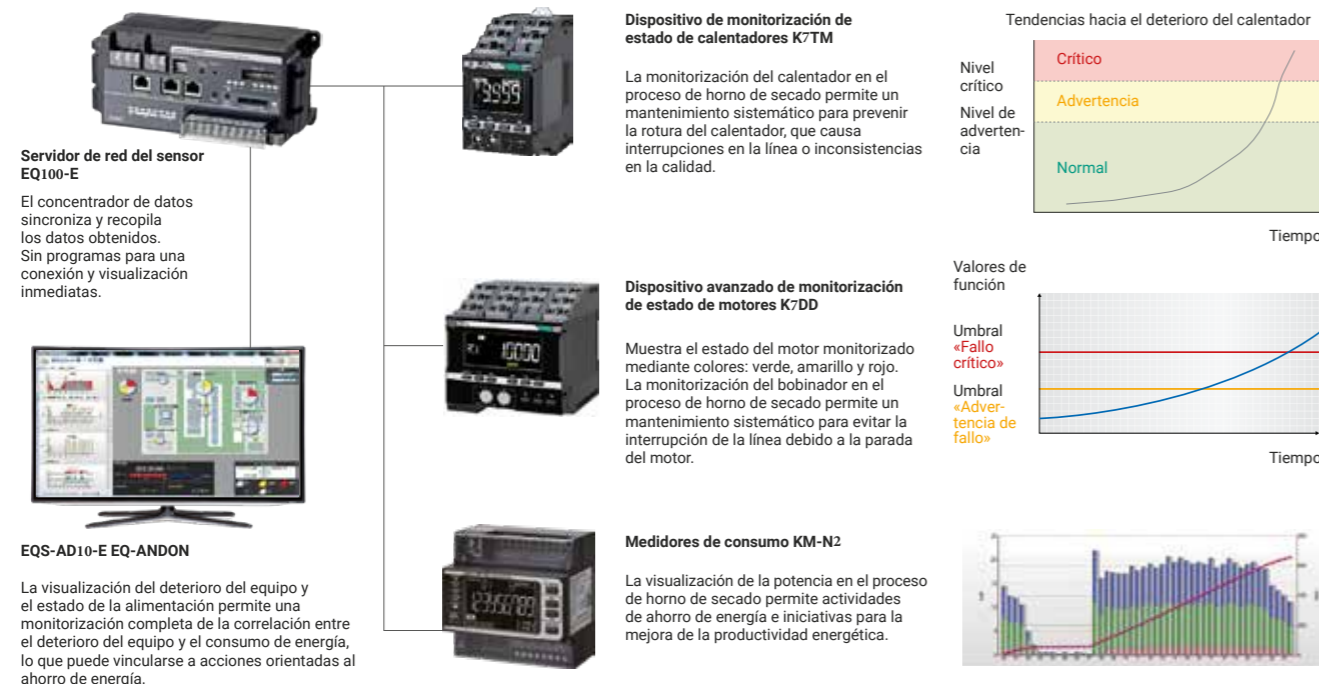 Servidor de red del sensor
EQ100-E
El concentrador de datos
sincroniza y recopila
los datos obtenidos.
Sin programas para una
conexión y visualización
inmediatas.
EQS-AD10-E EQ-ANDON
La visualización del deterioro del equipo y
el estado de la alimentación permite una
monitorización completa de la correlación entre
el deterioro del equipo y el consumo de energía,
lo que puede vincularse a acciones orientadas al
ahorro de energía.
Dispositivo de monitorización de
estado de calentadores K7TM
La monitorización del calentador en el
proceso de horno de secado permite un
mantenimiento sistemático para prevenir
la rotura del calentador, que causa
interrupciones en la línea o inconsistencias
en la calidad.
Dispositivo avanzado de monitorización
de estado de motores K7DD
Muestra el estado del motor monitorizado
mediante colores: verde, amarillo y rojo.
La monitorización del bobinador en el
proceso de horno de secado permite un
mantenimiento sistemático para evitar la
interrupción de la línea debido a la parada
del motor.
Medidores de consumo KM-N2
La visualización de la potencia en el proceso
de horno de secado permite actividades
de ahorro de energía e iniciativas para la
mejora de la productividad energética.
Tendencias hacia el deterioro del calentador
Nivel
crítico
Nivel de
adverten-
cia
Crítico
Advertencia
Normal
Tiempo
Valores de
función
Umbral
«Fallo
crítico»
Umbral
«Adver-
tencia de
fallo»
Tiempo